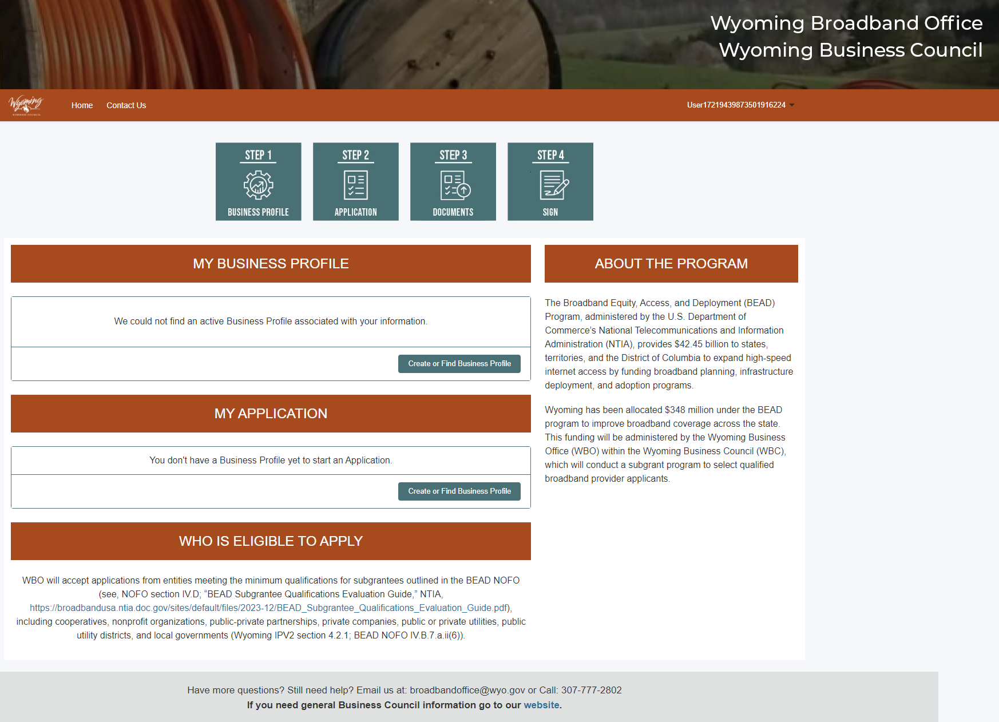 Wyoming Broadband Office
Wyoming Business Council
Wyoming
BUSINESS COUNCIL
Home
Contact Us
User17219439873501916224
STEP 1
BUSINESS PROFILE
STEP 2
APPLICATION
STEP 3
DOCUMENTS
STEP 4
SIGN
MY BUSINESS PROFILE
We could not find an active Business Profile associated with your information.
Create or Find Business Profile
MY APPLICATION
You don't have a Business Profile yet to start an Application.
Create or Find Business Profile
WHO IS ELIGIBLE TO APPLY
WBO will accept applications from entities meeting the minimum qualifications for subgrantees outlined in the BEAD NOFO
(see, NOFO section IV.D; “BEAD Subgrantee Qualifications Evaluation Guide,” NTIA,
https://broadbandusa.ntia.doc.gov/sites/default/files/2023-12/BEAD_Subgrantee_Qualifications_Evaluation_Guide.pdf),
including cooperatives, nonprofit organizations, public-private partnerships, private companies, public or private utilities, public
utility districts, and local governments (Wyoming IPV2 section 4.2.1; BEAD NOFO IV.B.7.a.ii(6)).
ABOUT THE PROGRAM
The Broadband Equity, Access, and Deployment (BEAD)
Program, administered by the U.S. Department of
Commerce’s National Telecommunications and Information
Administration (NTIA), provides $42.45 billion to states,
territories, and the District of Columbia to expand high-speed
internet access by funding broadband planning, infrastructure
deployment, and adoption programs.
Wyoming has been allocated $348 million under the BEAD
program to improve broadband coverage across the state.
This funding will be administered by the Wyoming Business
Office (WBO) within the Wyoming Business Council (WBC),
which will conduct a subgrant program to select qualified
broadband provider applicants.
Have more questions? Still need help? Email us at: broadbandoffice@wyo.gov or Call: 307-777-2802
If you need general Business Council information go to our website.